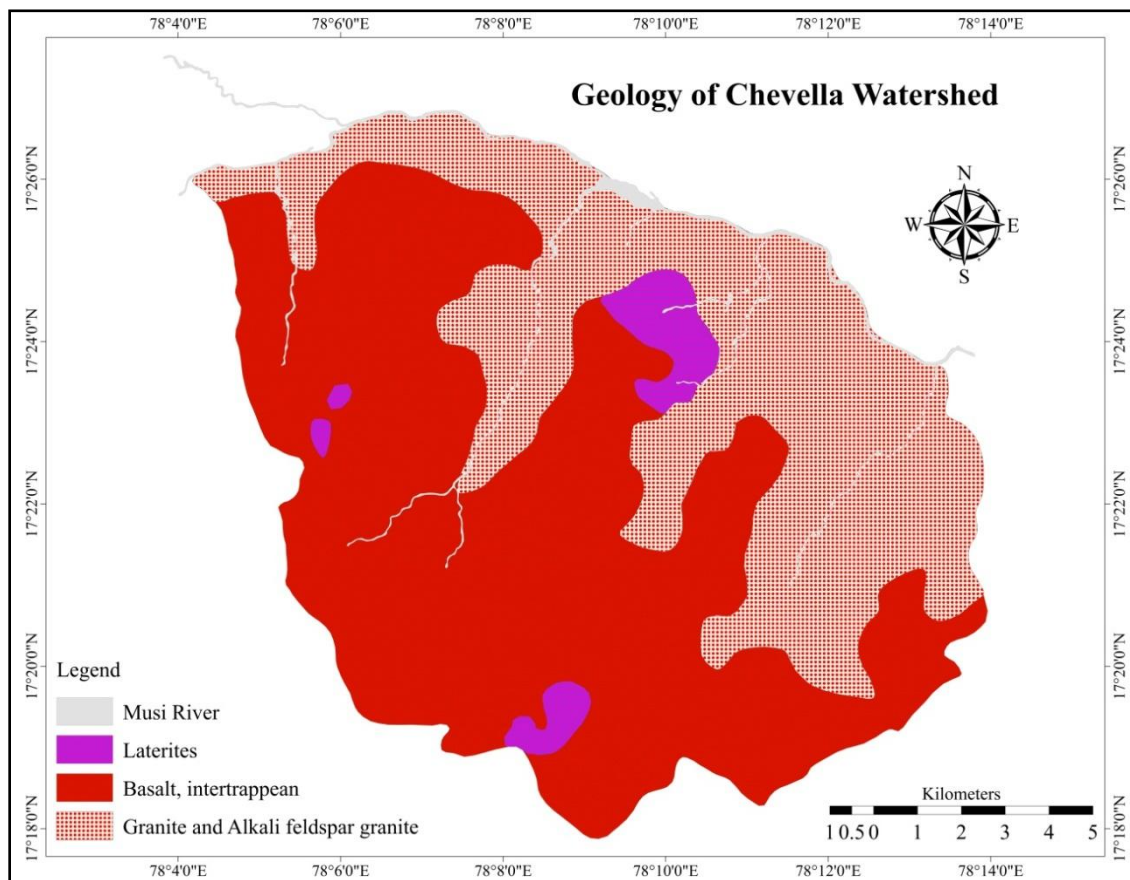 78°4'0"E 78°6'0"E 78°8'0"E 78°10'0"E 78°12'0"E 78°14'0"E
Geology of Chevella Watershed
17°26'0"N 17°26'0"N
N
W E
S
17°24'0"N 17°24'0"N
17°22'0"N 17°22'0"N
17°20'0"N 17°20'0"N
Legend
Musi River
Laterites
Basalt, intertrappean
Granite and Alkali feldspar granite
Kilometers
1 0.5 0 1 2 3 4 5
17°18'0"N 17°18'0"N
78°4'0"E 78°6'0"E 78°8'0"E 78°10'0"E 78°12'0"E 78°14'0"E